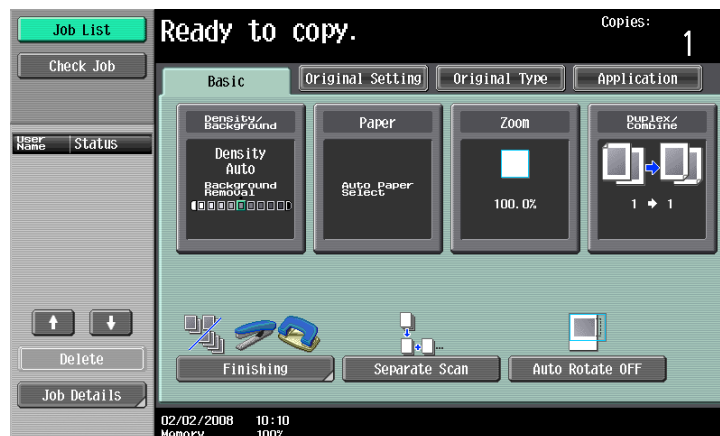 Job List
Ready to copy.
Copies:
1
Check Job
Basic
Original Setting
Original Type
Application
Density/
Background
Paper
Zoom
Duplex/
Combine
User
Name
Status
Density
Auto
Background
Removal
Auto Paper
Select
100.0%
1 → 1
Delete
Finishing
Separate Scan
Auto Rotate OFF
Job Details
02/02/2008 10:10
Memory 100%